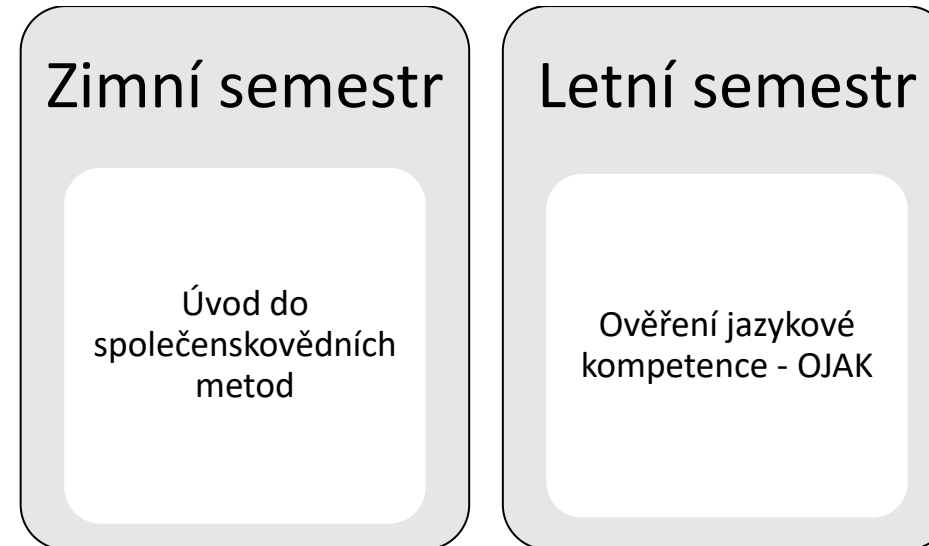 Zimní semestr
Úvod do
společenskovědních
metod
Letní semestr
Ověření jazykové
kompetence - OJAK